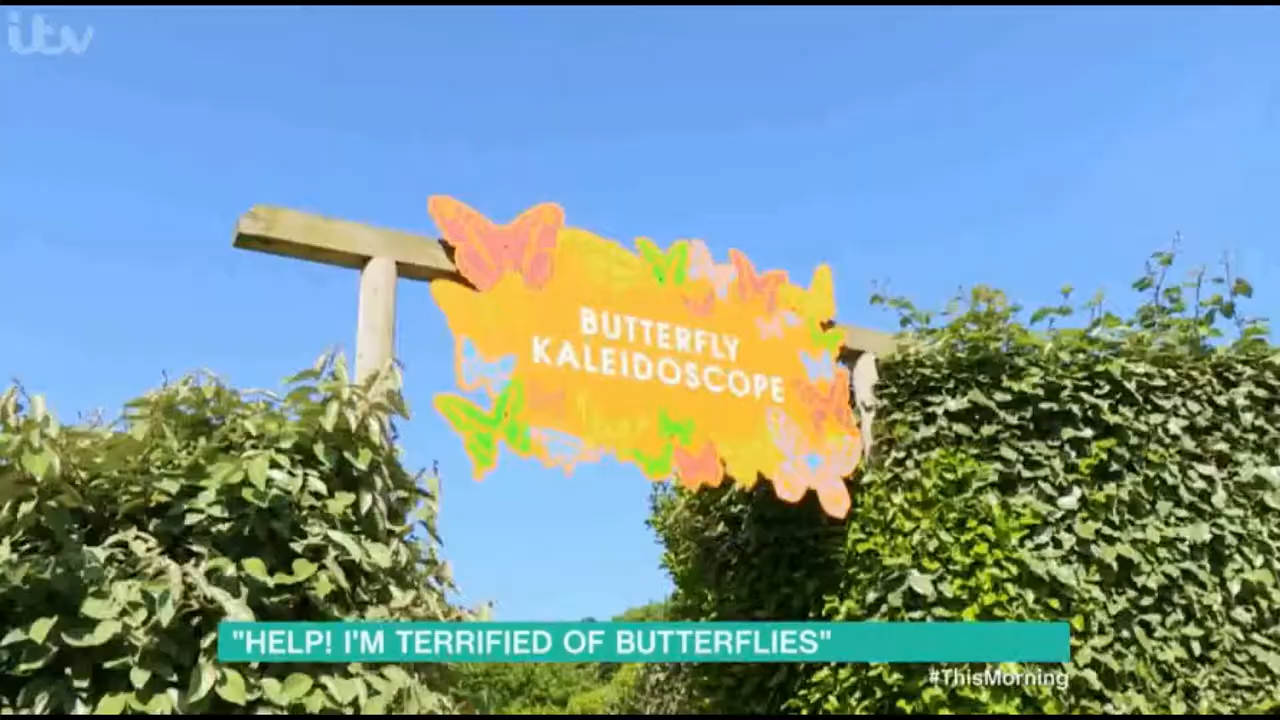 itv
BUTTERFLY
KALEIDOSCOPE
"HELP! I'M TERRIFIED OF BUTTERFLIES"
#ThisMorning